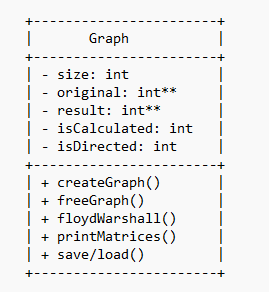 +-----------------------+
|       Graph           |
+-----------------------+
| - size: int           |
| - original: int**     |
| - result: int**       |
| - isCalculated: int   |
| - isDirected: int     |
+-----------------------+
| + createGraph()       |
| + freeGraph()         |
| + floydWarshall()     |
| + printMatrices()     |
| + save/load()         |
+-----------------------+